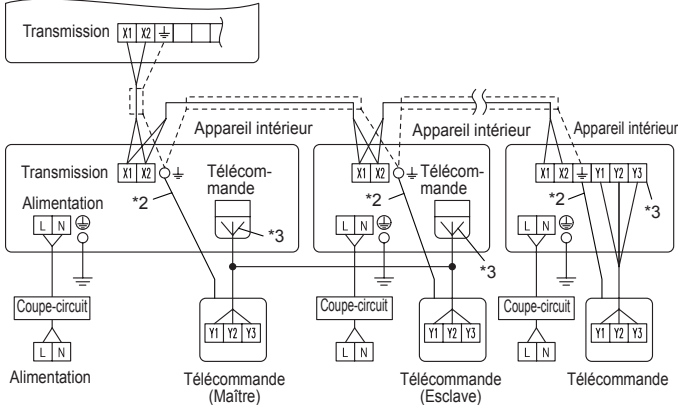 Transmission X1 X2
Appareil intérieur Appareil intérieur Appareil intérieur
Transmission X1 X2 Télécom-
mande X1 X2 Télécom-
mande X1 X2 Y1 Y2 Y3
*2 *2 *2 *3
Alimentation
L N *3 L N *3 L N
Coupe-circuit Coupe-circuit Coupe-circuit
Y1 Y2 Y3 Y1 Y2 Y3 Y1 Y2 Y3
L N L N L N
Alimentation Télécommande
(Maître) Télécommande
(Esclave) Télécommande